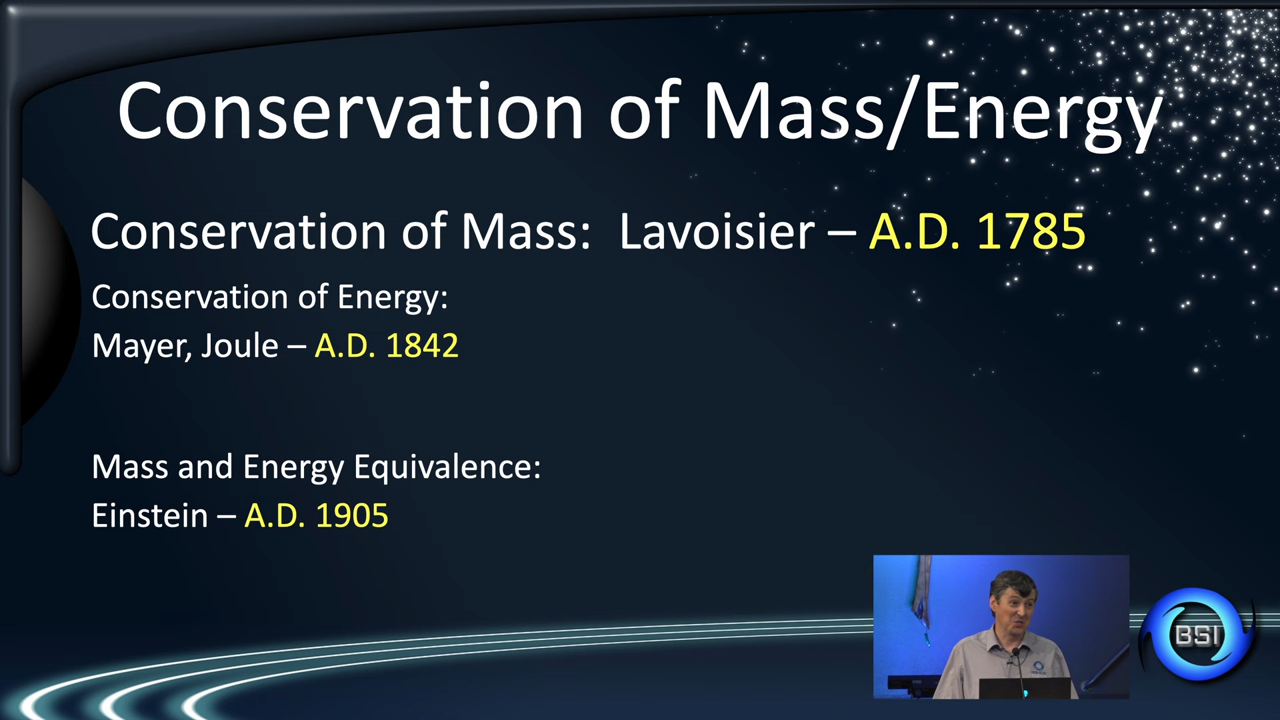 Conservation of Mass/Energy
Conservation of Mass: Lavoisier – A.D. 1785
Conservation of Energy:
Mayer, Joule – A.D. 1842
Mass and Energy Equivalence:
Einstein – A.D. 1905
BSI